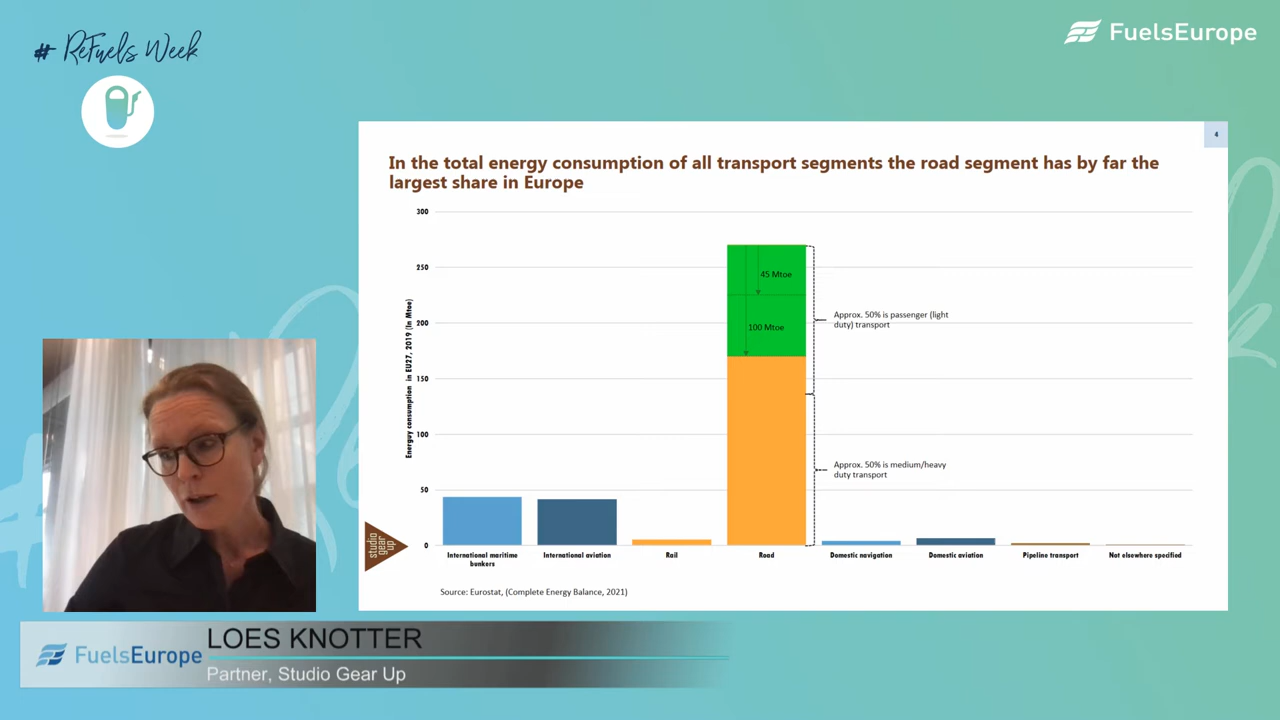 # ReFuels Week
FuelsEurope
4
In the total energy consumption of all transport segments the road segment has by far the
largest share in Europe
300
250
200
150
100
50
0
Energuy consumption in EU27, 2019 (in Mtoe)
45 Mtoe
100 Mtoe
Approx. 50% is passenger (light
duty) transport
Approx. 50% is medium/heavy
duty transport
International maritime
bunkers
International aviation
Rail
Road
Domestic navigation
Domestic aviation
Pipeline transport
Not elsewhere specified
studio
gear
up
Source: Eurostat, (Complete Energy Balance, 2021)
FuelsEurope
LOES KNOTTER
Partner, Studio Gear Up